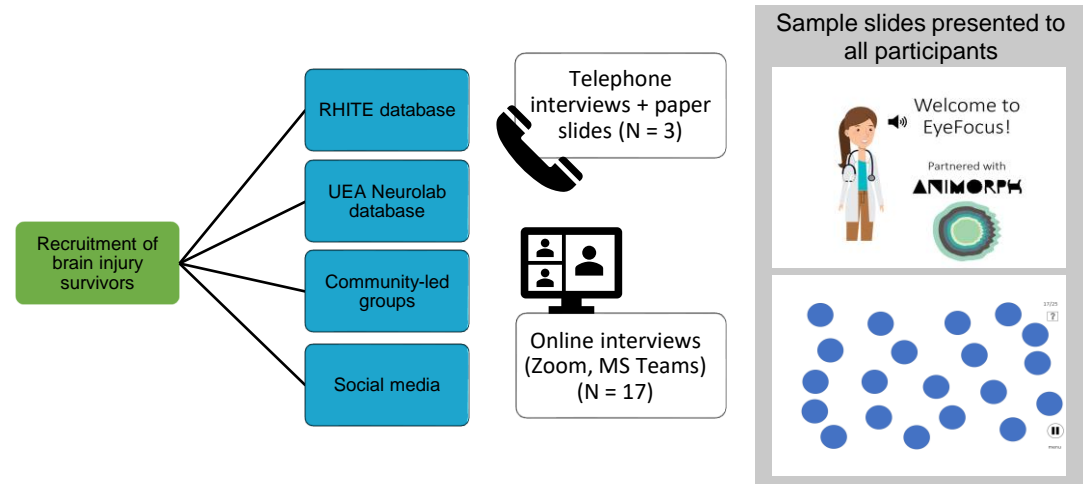 Recruitment of
brain injury
survivors
RHITE database
UEA Neurolab
database
Community-led
groups
Social media
Telephone
interviews + paper
slides (N = 3)
Online interviews
(Zoom, MS Teams)
(N = 17)
Sample slides presented to
all participants
Welcome to
EyeFocus!
Partnered with
ANIMORPH
17/25
?
menu